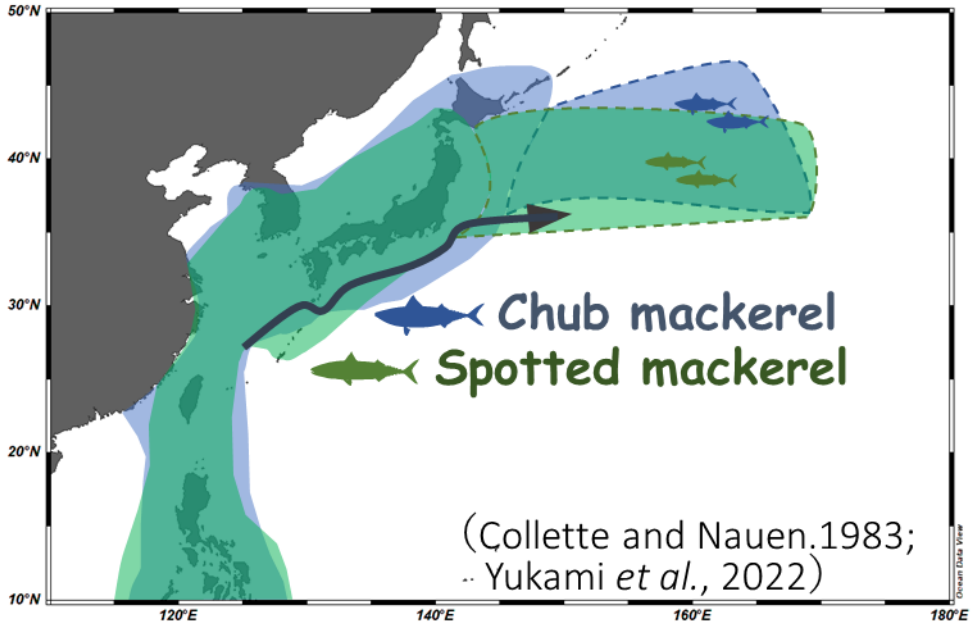 50°N
40°N
30°N
20°N
10°N
Chub mackerel
Spotted mackerel
(Collette and Nauen.1983;
Yukami et al., 2022)
120°E
140°E
160°E
180°E
Ocean Data View